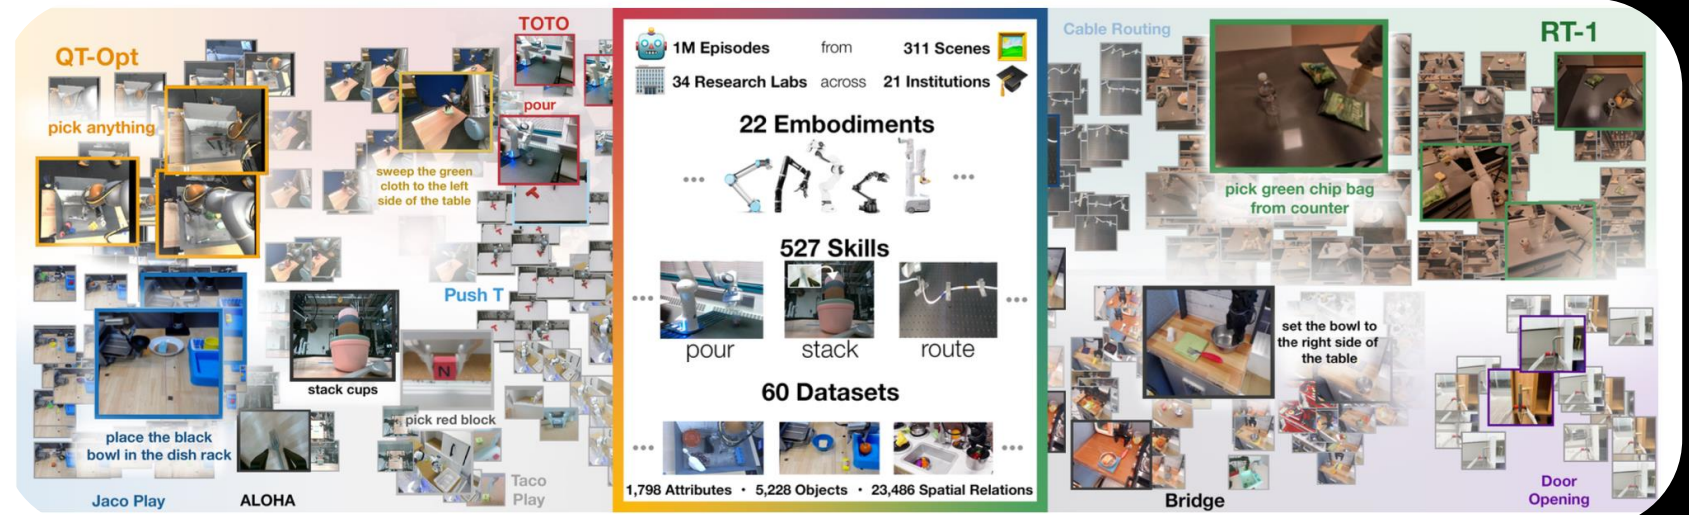 QT-Opt
pick anything
TOTO
pour
sweep the green
cloth to the left
side of the table
Push T
place the black
bowl in the dish rack
Jaco Play
stack cups
ALOHA
N
pick red block
Taco
Play
1M Episodes from 311 Scenes
34 Research Labs across 21 Institutions
22 Embodiments
527 Skills
pour stack route
60 Datasets
1,798 Attributes • 5,228 Objects • 23,486 Spatial Relations
Cable Routing
RT-1
pick green chip bag
from counter
set the bowl to
the right side of
the table
Bridge
Door
Opening